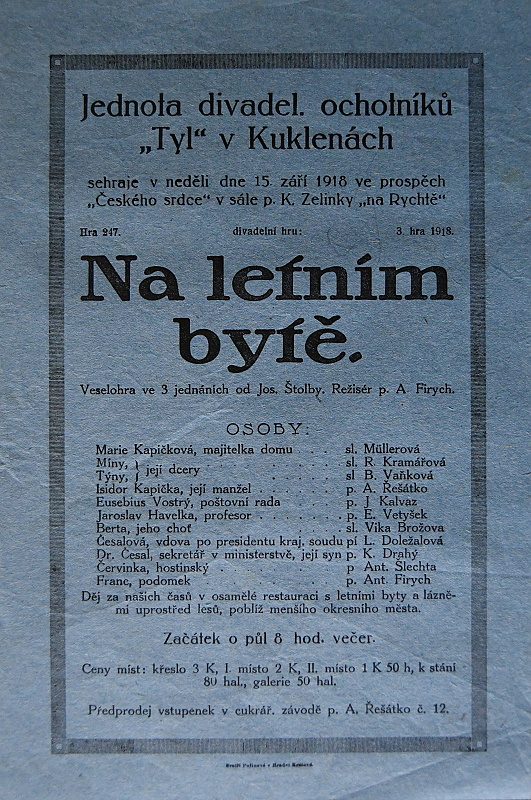 Jednota divadel. ochotníků
„Tyl“ v Kuklenách
sehraje v neděli dne 15. září 1918 ve prospěch
„Českého srdce“ v sále p. K. Zelinky „na Rychtě“
Hra 247. divadelní hru: 3. hra 1918.
Na letním
bytě.
Veselohra ve 3 jednáních od Jos. Štolby. Režisér p. A. Firych.
OSOBY:
Marie Kapičková, majitelka domu . . . sl. Müllerová
Miny, } její dcery . . . sl. R. Kramářová
Týny, } sl B. Vaňková
Isidor Kapička, její manžel . . . p. A. Řešátko
Eusebius Vostrý, poštovní rada . . . p. J Kalvaz
Jaroslav Havelka, profesor . . . p. E. Vetyšek
Berta, jeho choť . . . sl. Vika Brožova
Česalová, vdova po presidentu kraj. soudu pí L. Doležalová
Dr. Česal, sekretář v ministerstvě, její syn p. K. Drahý
Červinka, hostinský . . . p Ant. Šlechta
Franc, podomek . . . p. Ant. Firych
Děj za našich časů v osamělé restauraci s letními byty a lázně-
mi uprostřed lesů, poblíž menšího okresního města.
Začátek o půl 8 hod. večer.
Ceny míst: křeslo 3 K, I. místo 2 K, II. místo 1 K 50 h, k stání
80 hal., galerie 50 hal.
Předprodej vstupenek v cukrář. závodě p. A. Řešátko č. 12.
v Hradci Králové